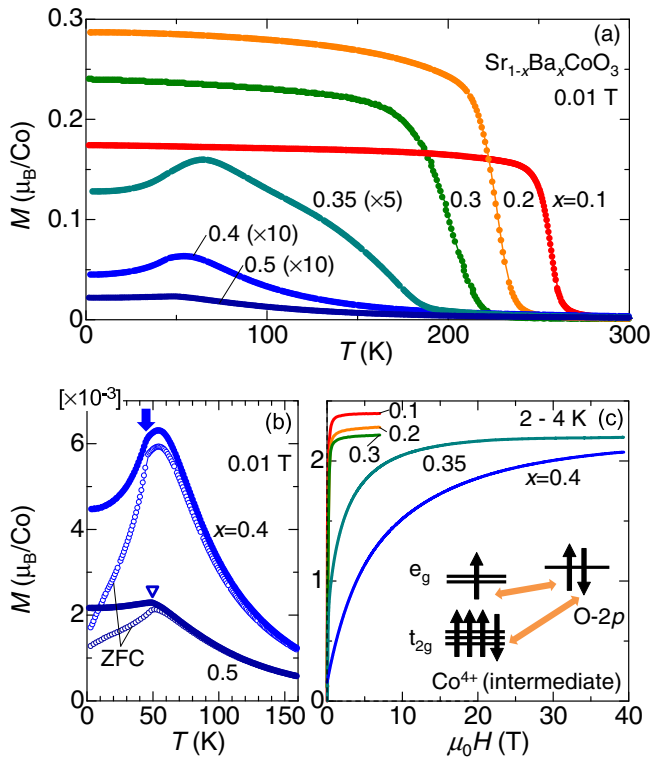 0.3
(a)
Sr1-xBaxCoO3
0.01 T
0.2
M (μB/Co)
0.35 (×5)
0.3
0.2
x=0.1
0.1
0.4 (×10)
0.5 (×10)
0
0
100
200
300
T (K)
[×10-3]
(b)
0.01 T
6
4
M (μB/Co)
x=0.4
2
ZFC
0.5
0
0
50
100
150
T (K)
0.1
2 - 4 K
(c)
0.2
0.3
2
0.35
x=0.4
1
eg
O-2p
t2g
Co4+ (intermediate)
0
0
10
20
30
40
μ0H (T)